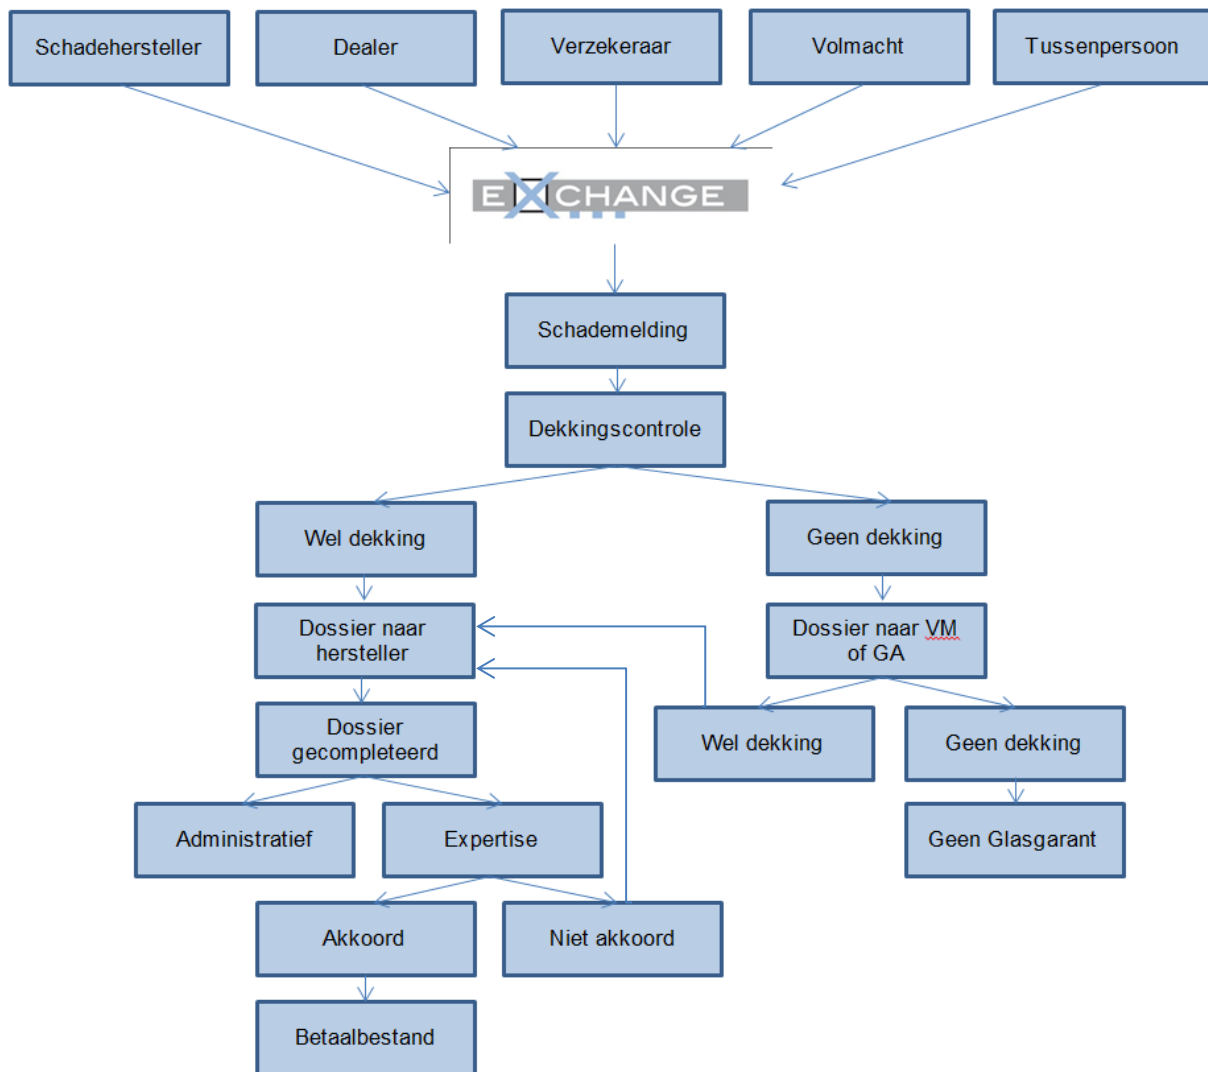 Schadehersteller
Dealer
Verzekeraar
Volmacht
Tussenpersoon
EXCHANGE
Schademelding
Dekkingscontrole
Wel dekking
Geen dekking
Dossier naar
hersteller
Dossier naar VM
of GA
Dossier
gecompleteerd
Wel dekking
Geen dekking
Administratief
Expertise
Geen Glasgarant
Akkoord
Niet akkoord
Betaalbestand